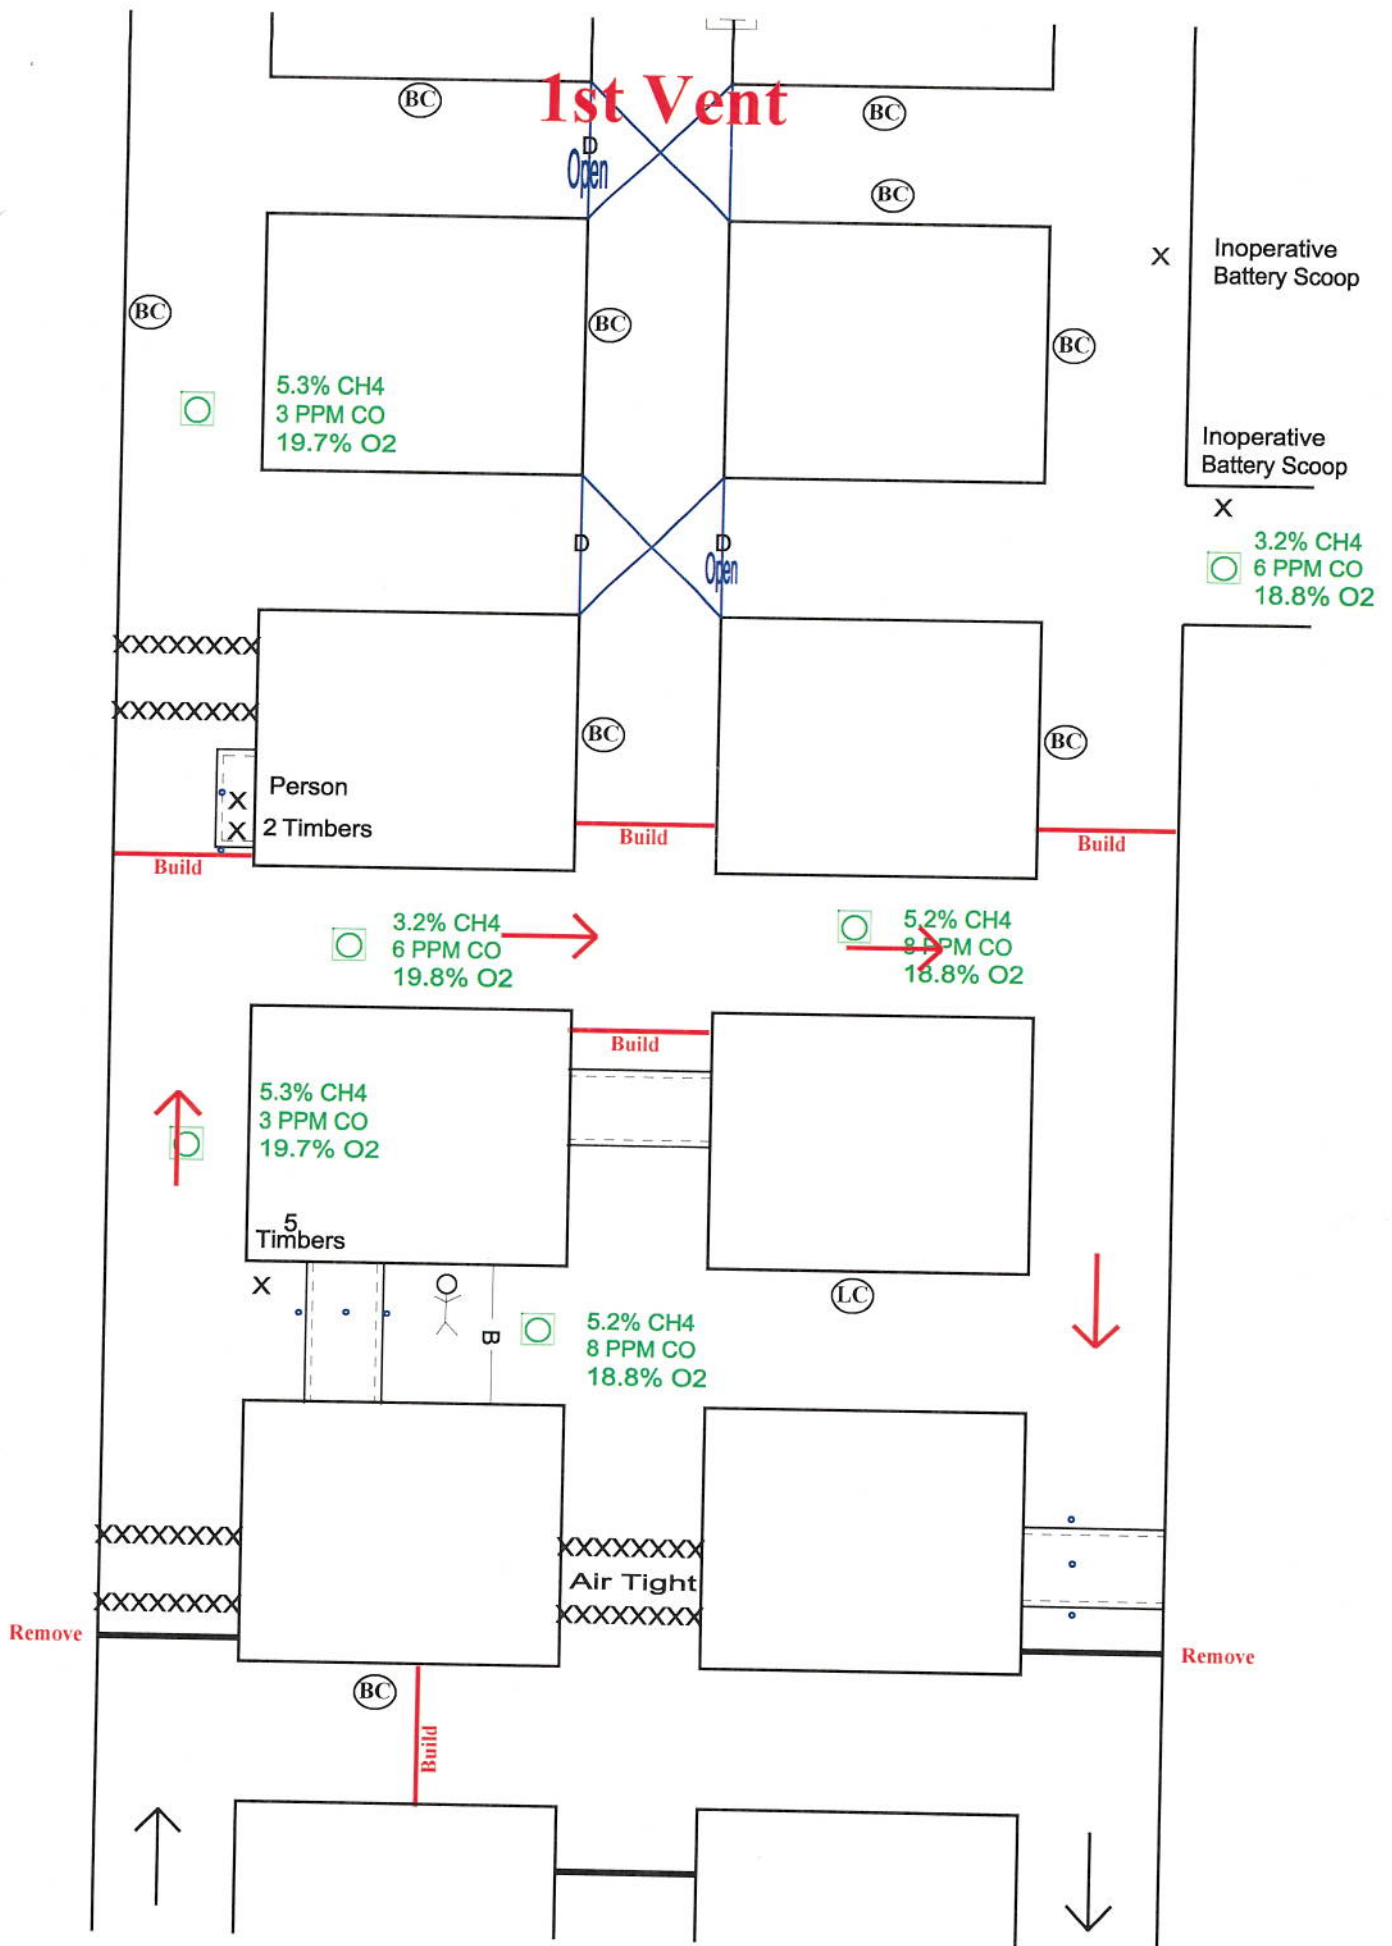 1st Vent
BC
BC
D
Open
BC
X
Inoperative
Battery Scoop
BC
BC
BC
5.3% CH4
3 PPM CO
19.7% O2
Inoperative
Battery Scoop
X
D
D
Open
3.2% CH4
6 PPM CO
18.8% O2
XXXXXXXX
XXXXXXXX
BC
BC
X
Person
X
2 Timbers
Build
Build
Build
3.2% CH4
6 PPM CO
19.8% O2
5.2% CH4
8 PPM CO
18.8% O2
Build
5.3% CH4
3 PPM CO
19.7% O2
5
Timbers
X
B
LC
5.2% CH4
8 PPM CO
18.8% O2
XXXXXXXX
XXXXXXXX
Air Tight
XXXXXXXX
XXXXXXXX
Remove
Remove
BC
Build